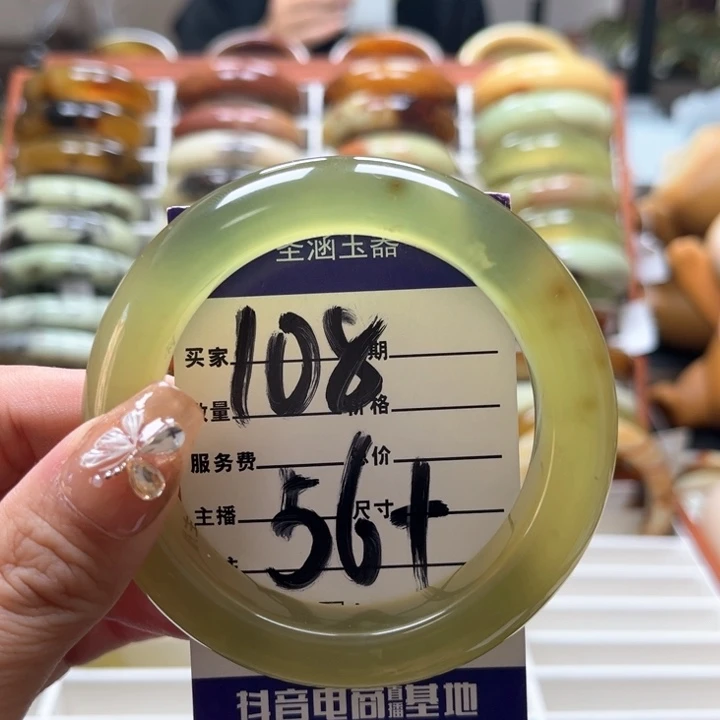 圣涵玉器
买家 108 期
数量 价格
服务费 价
主播 56+ 尺寸
抖音电商直播基地